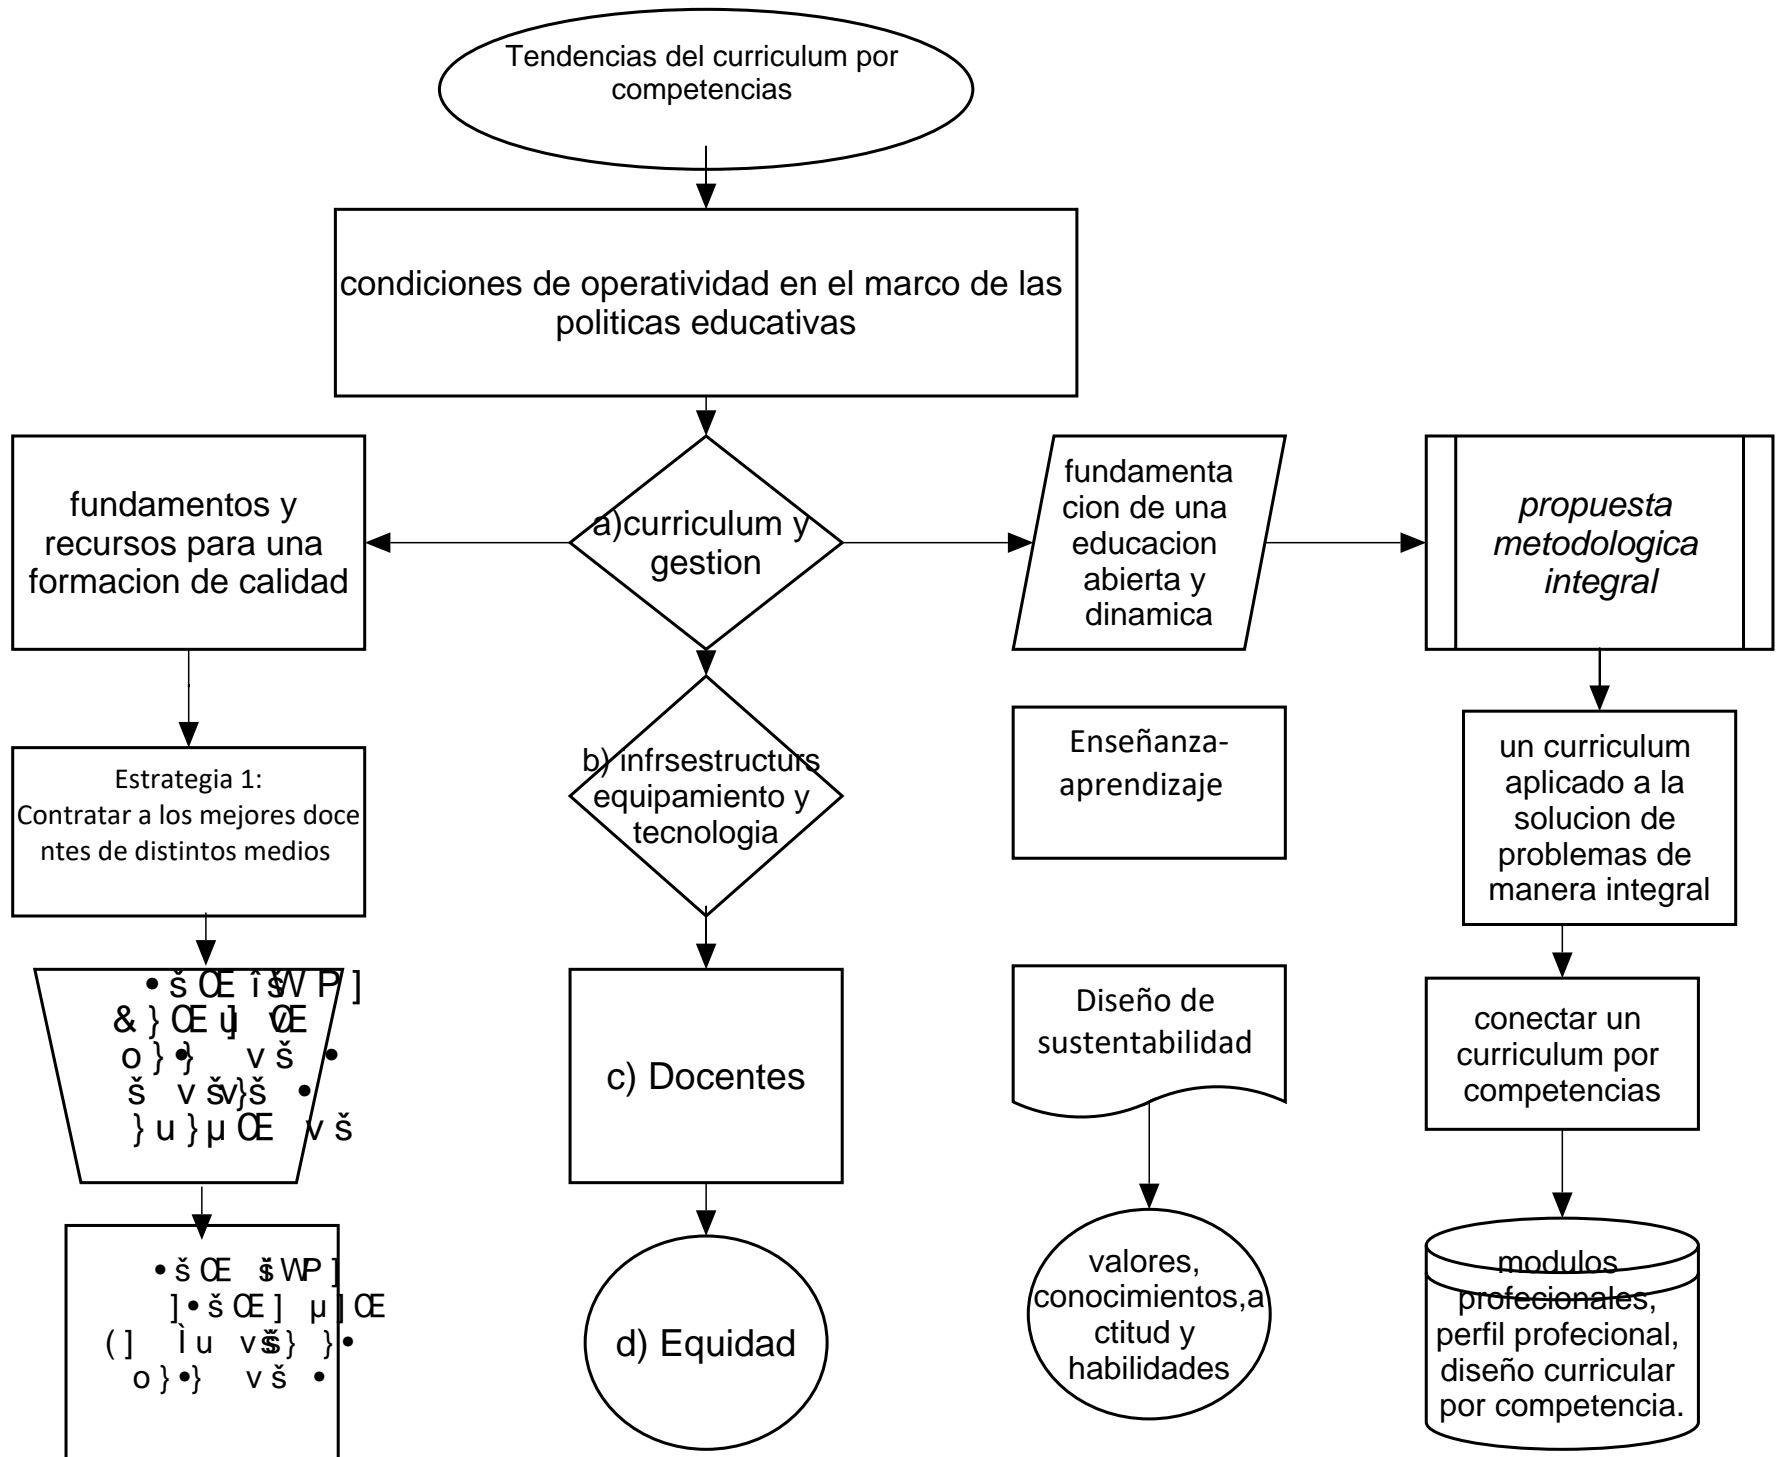 Tendencias del curriculum por
competencias
condiciones de operatividad en el marco de las
politicas educativas
fundamentos y
recursos para una
formacion de calidad
a)curriculum y
gestion
fundamenta
cion de una
educacion
abierta y
dinamica
propuesta
metodologica
integral
Estrategia 1:
Contratar a los mejores doce
ntes de distintos medios
b) infrsestructurs
equipamiento y
tecnologia
Enseñanza-
aprendizaje
un curriculum
aplicado a la
solucion de
problemas de
manera integral
c) Docentes
Diseño de
sustentabilidad
conectar un
curriculum por
competencias
d) Equidad
valores,
conocimientos,a
ctitud y
habilidades
modulos
profecionales,
perfil profecional,
diseño curricular
por competencia.